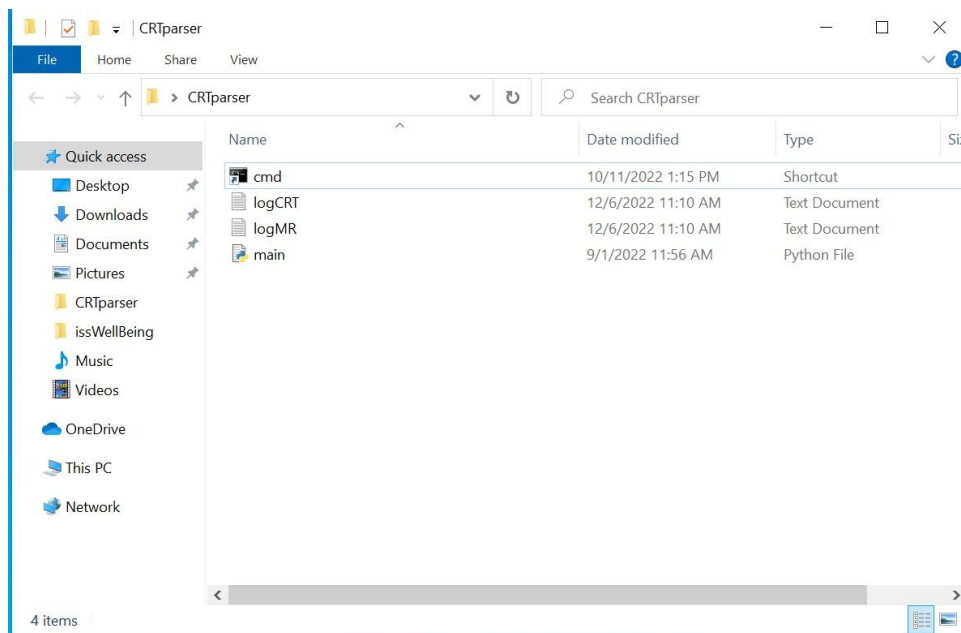 CRTparser
File Home Share View
CRTparser
Search CRTparser
Name Date modified Type Si
Quick access
Desktop
Downloads
Documents
Pictures
CRTparser
issWellBeing
Music
Videos
OneDrive
This PC
Network
cmd 10/11/2022 1:15 PM Shortcut
logCRT 12/6/2022 11:10 AM Text Document
logMR 12/6/2022 11:10 AM Text Document
main 9/1/2022 11:56 AM Python File
4 items